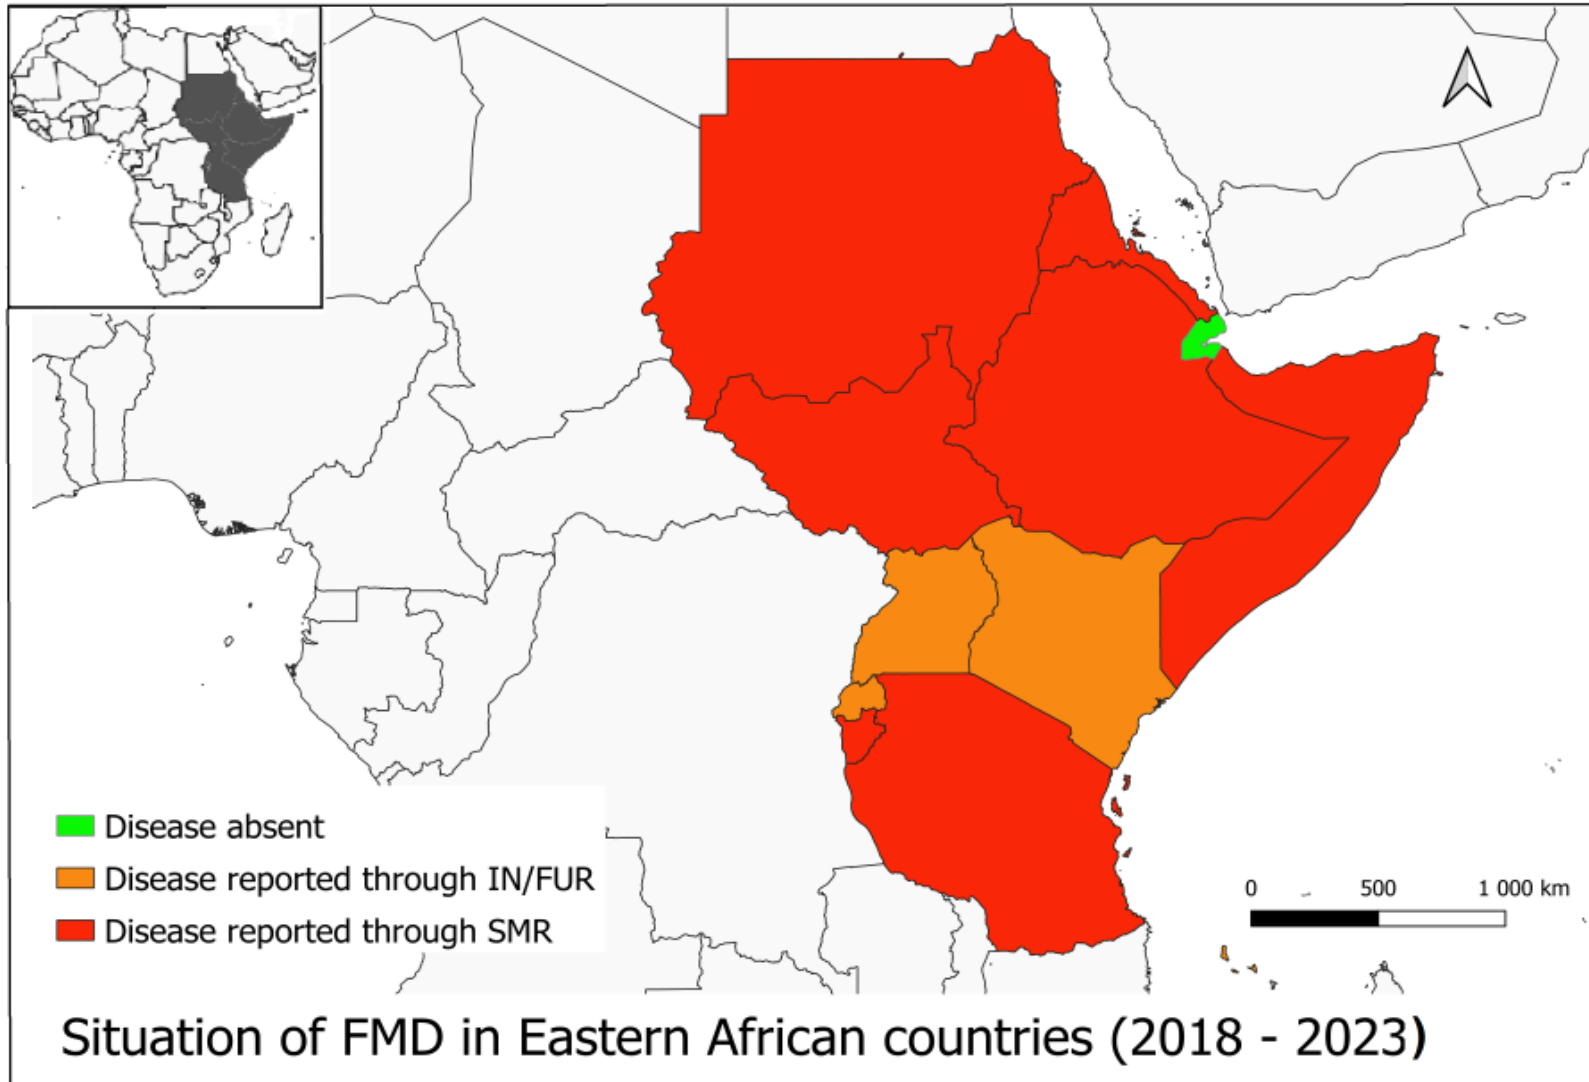 Disease absent
Disease reported through IN/FUR
Disease reported through SMR
0 500 1 000 km
Situation of FMD in Eastern African countries (2018 - 2023)